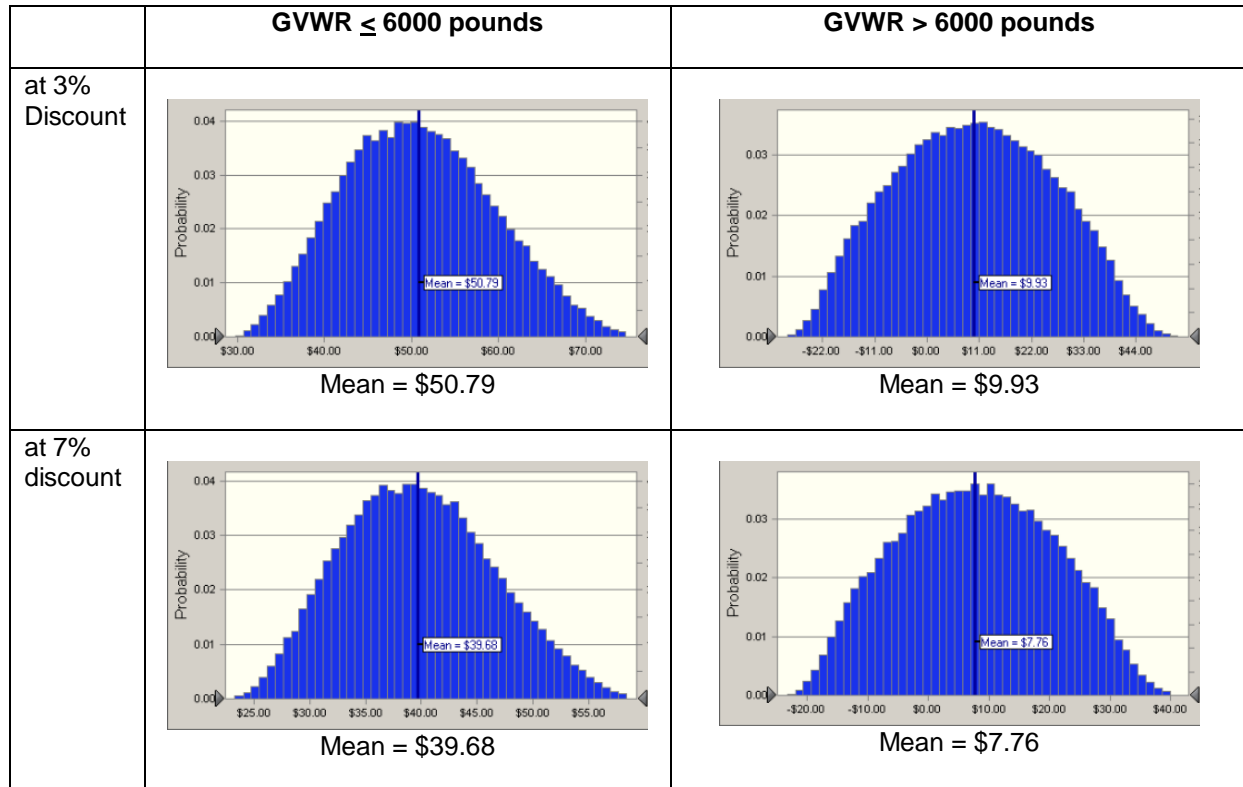 GVWR ≤ 6000 pounds
GVWR > 6000 pounds
at 3%
Discount
Probability
0.04
0.03
0.02
0.01
0.00
Mean = $50.79
$30.00 $40.00 $50.00 $60.00 $70.00
Mean = $50.79
Probability
0.03
0.02
0.01
0.00
Mean = $9.93
-$22.00 -$11.00 $0.00 $11.00 $22.00 $33.00 $44.00
Mean = $9.93
at 7%
discount
Probability
0.04
0.03
0.02
0.01
0.00
Mean = $39.68
$25.00 $30.00 $35.00 $40.00 $45.00 $50.00 $55.00
Mean = $39.68
Probability
0.03
0.02
0.01
0.00
Mean = $7.76
-$20.00 -$10.00 $0.00 $10.00 $20.00 $30.00 $40.00
Mean = $7.76